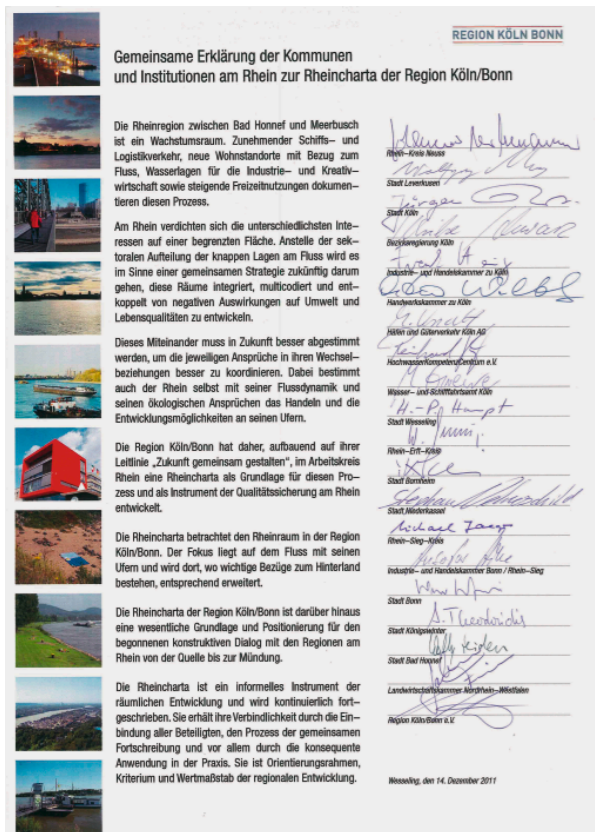 REGION KÖLN BONN
Gemeinsame Erklärung der Kommunen
und Institutionen am Rhein zur Rheincharta der Region Köln/Bonn
Die Rheinregion zwischen Bad Honnef und Meerbusch
ist ein Wachstumsraum. Zunehmender Schiffs– und
Logistikverkehr, neue Wohnstandorte mit Bezug zum
Fluss, Wasserlagen für die Industrie– und Kreativ–
wirtschaft sowie steigende Freizeitnutzungen dokumen–
tieren diesen Prozess.
Am Rhein verdichten sich die unterschiedlichsten Inte–
ressen auf einer begrenzten Fläche. Anstelle der sek–
toralen Aufteilung der knappen Lagen am Fluss wird es
im Sinne einer gemeinsamen Strategie zukünftig darum
gehen, diese Räume integriert, multicodiert und ent–
koppelt von negativen Auswirkungen auf Umwelt und
Lebensqualitäten zu entwickeln.
Dieses Miteinander muss in Zukunft besser abgestimmt
werden, um die jeweiligen Ansprüche in ihren Wechsel–
beziehungen besser zu koordinieren. Dabei bestimmt
auch der Rhein selbst mit seiner Flussdynamik und
seinen ökologischen Ansprüchen das Handeln und die
Entwicklungsmöglichkeiten an seinen Ufern.
Die Region Köln/Bonn hat daher, aufbauend auf ihrer
Leitlinie „Zukunft gemeinsam gestalten“, im Arbeitskreis
Rhein eine Rheincharta als Grundlage für diesen Pro–
zess und als Instrument der Qualitätssicherung am Rhein
entwickelt.
Die Rheincharta betrachtet den Rheinraum in der Region
Köln/Bonn. Der Fokus liegt auf dem Fluss mit seinen
Ufern und wird dort, wo wichtige Bezüge zum Hinterland
bestehen, entsprechend erweitert.
Die Rheincharta der Region Köln/Bonn ist darüber hinaus
eine wesentliche Grundlage und Positionierung für den
begonnenen konstruktiven Dialog mit den Regionen am
Rhein von der Quelle bis zur Mündung.
Die Rheincharta ist ein informelles Instrument der
räumlichen Entwicklung und wird kontinuierlich fort–
geschrieben. Sie erhält ihre Verbindlichkeit durch die Ein–
bindung aller Beteiligten, den Prozess der gemeinsamen
Fortschreibung und vor allem durch die konsequente
Anwendung in der Praxis. Sie ist Orientierungsrahmen,
Kriterium und Wertmaßstab der regionalen Entwicklung.
Rhein–Kreis Neuss
Stadt Leverkusen
Jürgen
Stadt Köln
Bezirksregierung Köln
Industrie– und Handelskammer zu Köln
Handwerkskammer zu Köln
Häfen und Güterverkehr Köln AG
HochwasserKompetenzCentrum e.V.
Wasser– und Schifffahrtsamt Köln
H.-P. Haupt
Stadt Wesseling
Rhein–Erft–Kreis
Stadt Bornheim
Stephan
Stadt Niederkassel
Michael Jaeger
Rhein–Sieg–Kreis
Industrie– und Handelskammer Bonn / Rhein–Sieg
Stadt Bonn
Stadt Königswinter
Stadt Bad Honnef
Landwirtschaftskammer Nordrhein–Westfalen
Region Köln/Bonn e.V.
Wesseling, den 14. Dezember 2011